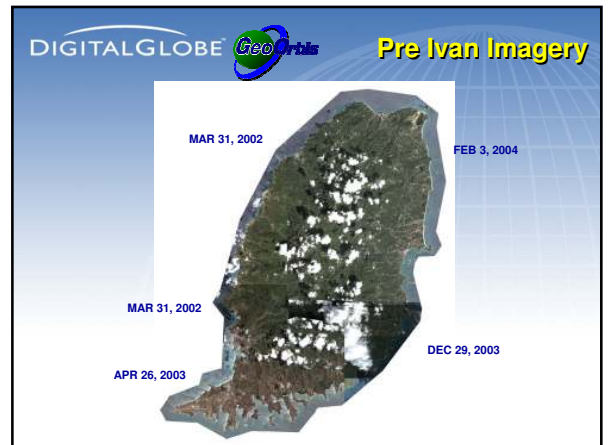 DIGITALGLOBE GeoOrbis Pre Ivan Imagery
MAR 31, 2002
FEB 3, 2004
MAR 31, 2002
DEC 29, 2003
APR 26, 2003